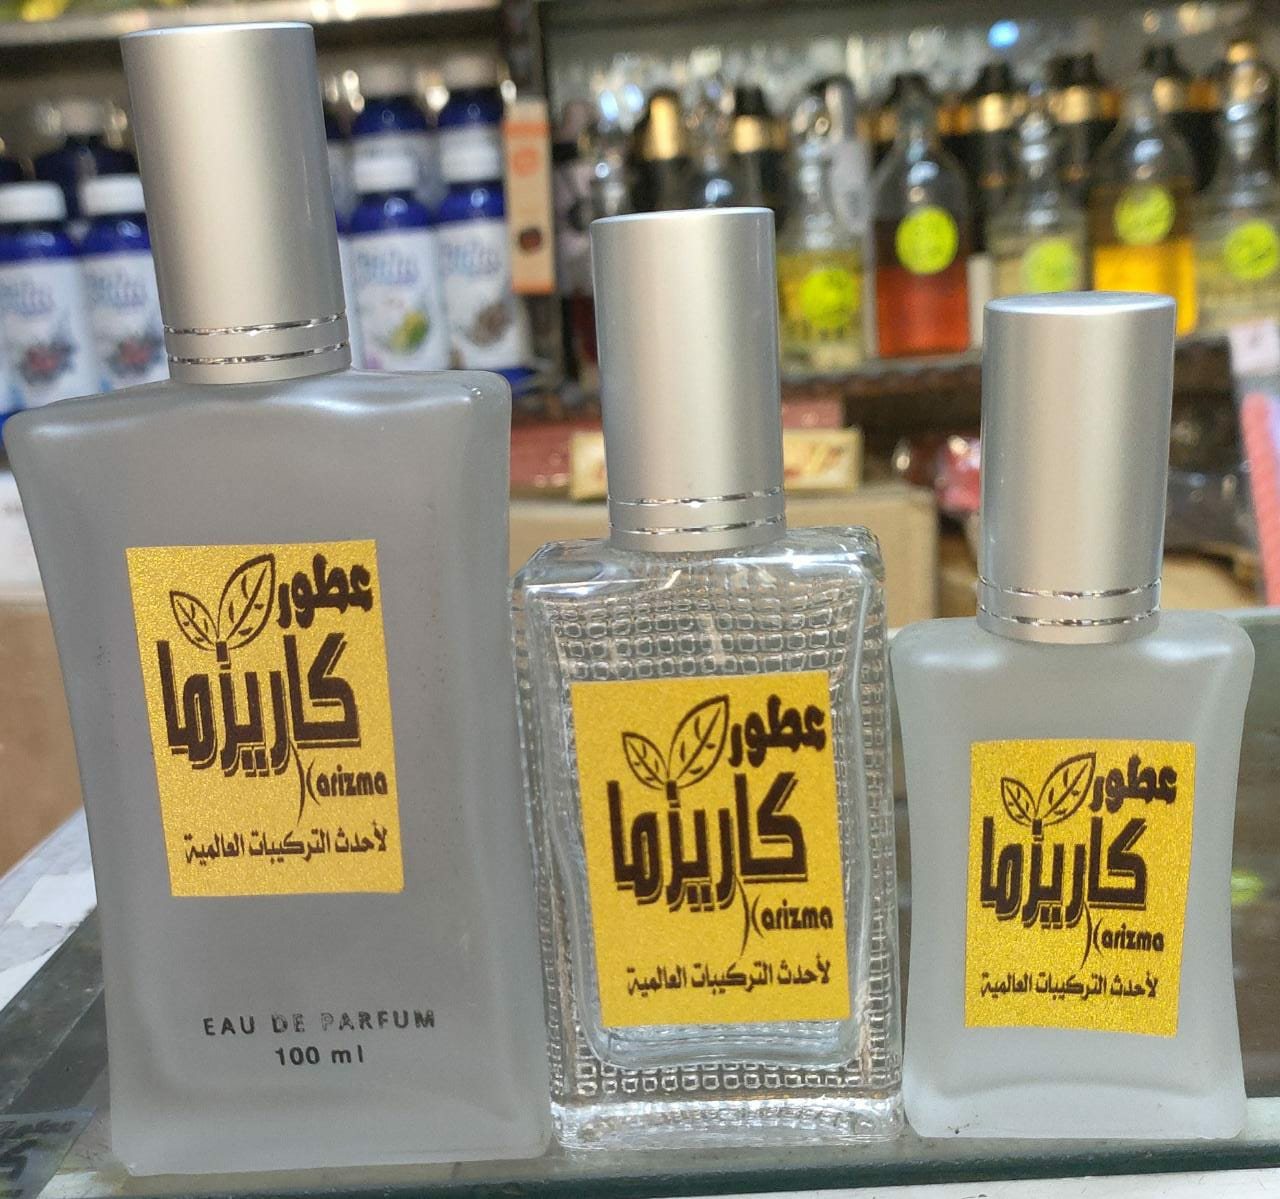 عطور
كاريزما
Karizma
لأحدث التركيبات العالمية
EAU DE PARFUM
100 ml
عطور
كاريزما
Karizma
لأحدث التركيبات العالمية
عطور
كاريزما
Karizma
لأحدث التركيبات العالمية